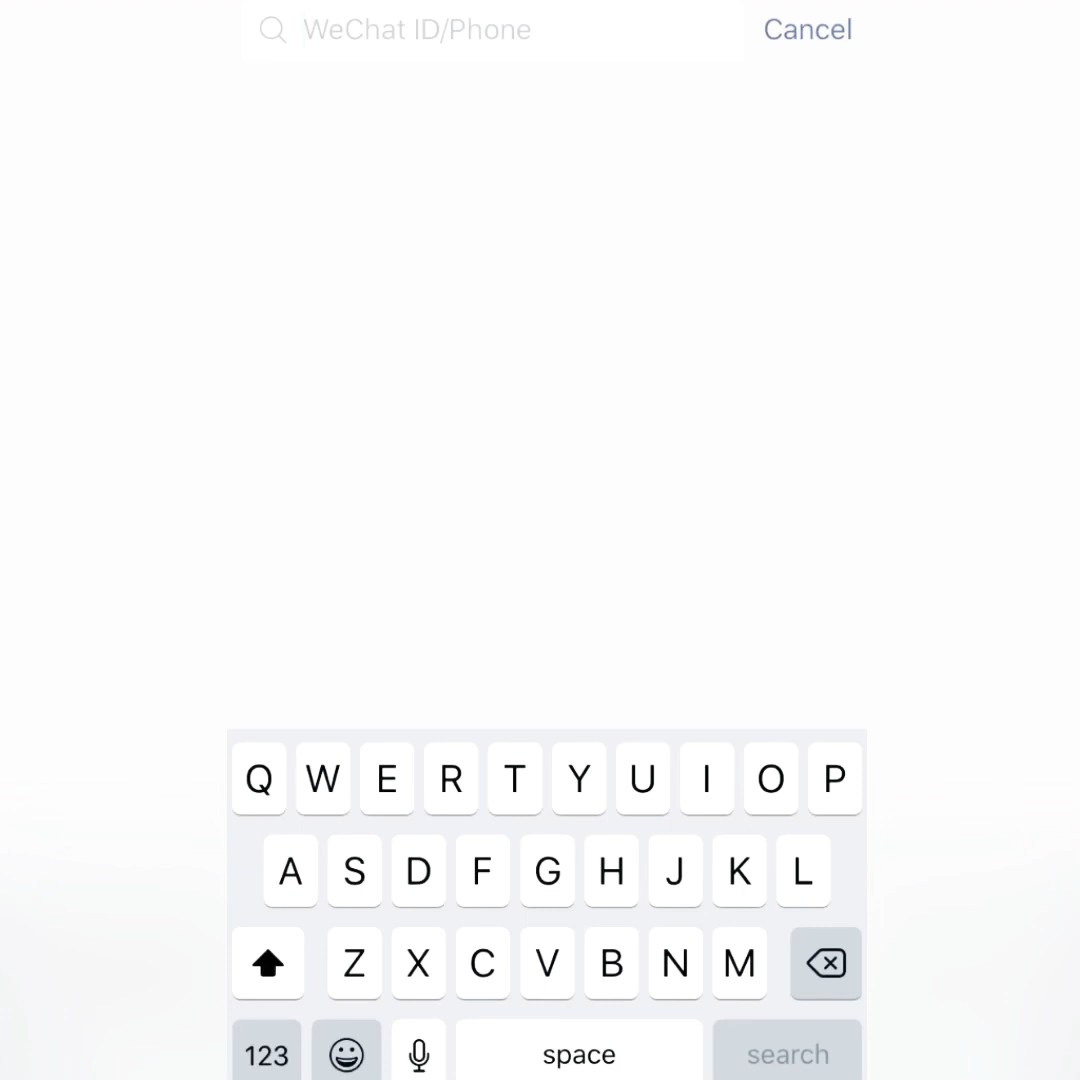 WeChat ID/Phone Cancel
Q W E R T Y U I O P
A S D F G H J K L
Z X C V B N M
123 space search